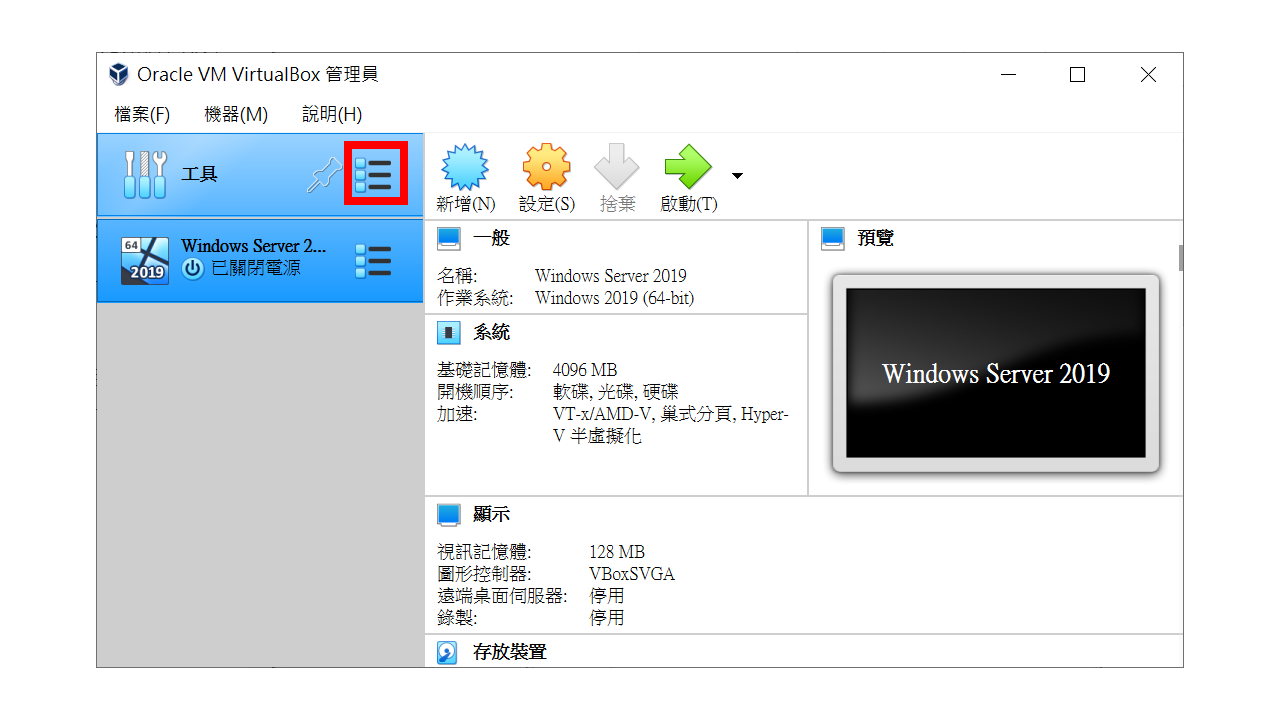 Oracle VM VirtualBox 管理員
檔案(F) 機器(M) 說明(H)
工具
新增(N) 設定(S) 捨棄 啟動(T)
64
2019
Windows Server 2...
已關閉電源
一般
名稱: Windows Server 2019
作業系統: Windows 2019 (64-bit)
系統
基礎記憶體: 4096 MB
開機順序: 軟碟, 光碟, 硬碟
加速: VT-x/AMD-V, 巢式分頁, Hyper-
V 半虛擬化
預覽
Windows Server 2019
顯示
視訊記憶體: 128 MB
圖形控制器: VBoxSVGA
遠端桌面伺服器: 停用
錄製: 停用
存放裝置